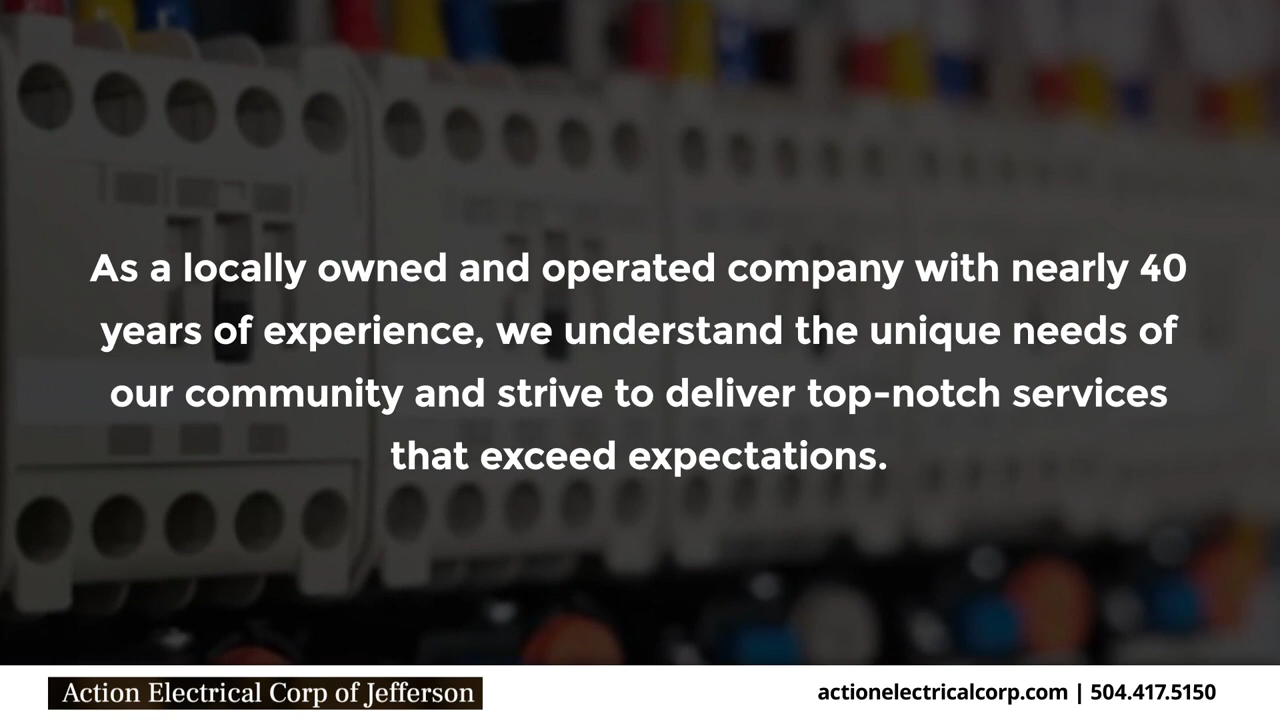 As a locally owned and operated company with nearly 40
years of experience, we understand the unique needs of
our community and strive to deliver top-notch services
that exceed expectations.
Action Electrical Corp of Jefferson
actionelectricalcorp.com | 504.417.5150